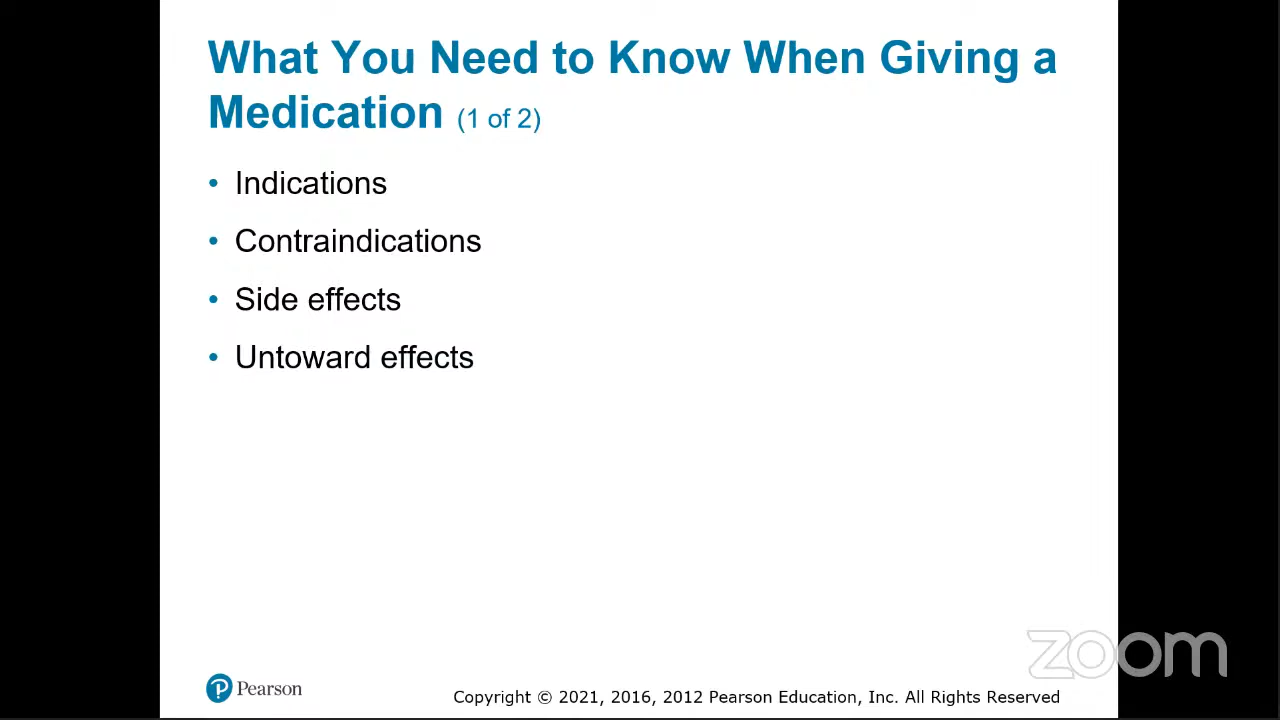 What You Need to Know When Giving a
Medication (1 of 2)
• Indications
• Contraindications
• Side effects
• Untoward effects
zoom
Pearson
Copyright © 2021, 2016, 2012 Pearson Education, Inc. All Rights Reserved